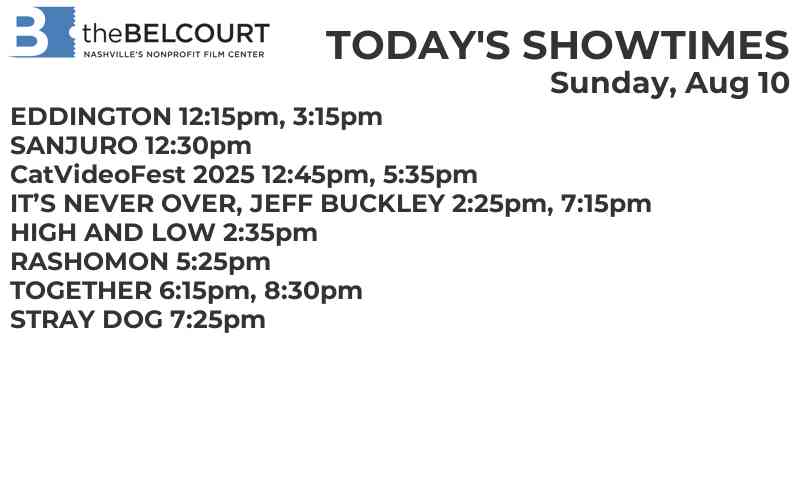 B theBELCOURT
NASHVILLE'S NONPROFIT FILM CENTER
TODAY'S SHOWTIMES
Sunday, Aug 10
EDDINGTON 12:15pm, 3:15pm
SANJURO 12:30pm
CatVideoFest 2025 12:45pm, 5:35pm
IT’S NEVER OVER, JEFF BUCKLEY 2:25pm, 7:15pm
HIGH AND LOW 2:35pm
RASHOMON 5:25pm
TOGETHER 6:15pm, 8:30pm
STRAY DOG 7:25pm